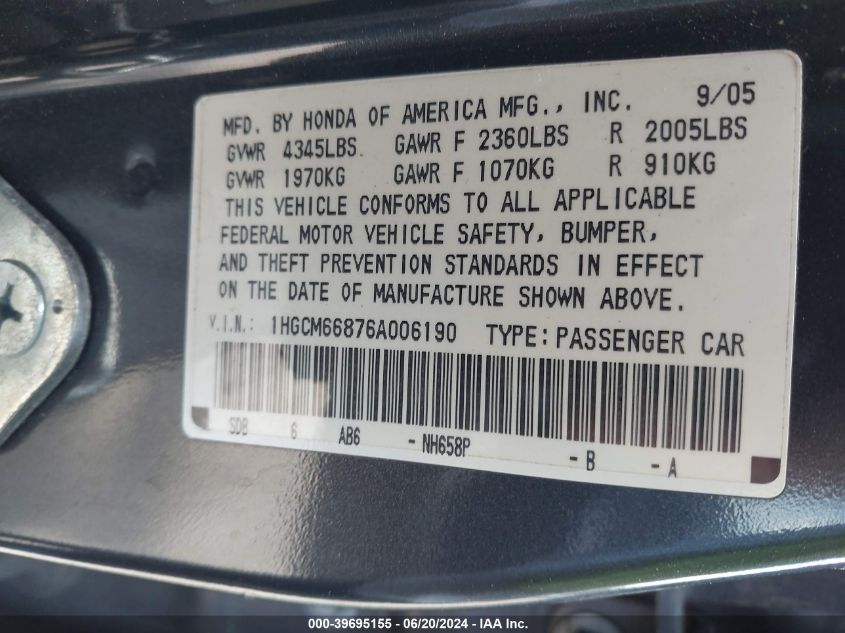 MFD. BY HONDA OF AMERICA MFG., INC. 9/05
GVWR 4345LBS GAWR F 2360LBS R 2005LBS
GVWR 1970KG GAWR F 1070KG R 910KG
THIS VEHICLE CONFORMS TO ALL APPLICABLE
FEDERAL MOTOR VEHICLE SAFETY, BUMPER,
AND THEFT PREVENTION STANDARDS IN EFFECT
ON THE DATE OF MANUFACTURE SHOWN ABOVE.
V.I.N.: 1HGCM66876A006190 TYPE: PASSENGER CAR
SDB 6 AB6 - NH658P - B - A
000-39695155 - 06/20/2024 - IAA Inc.